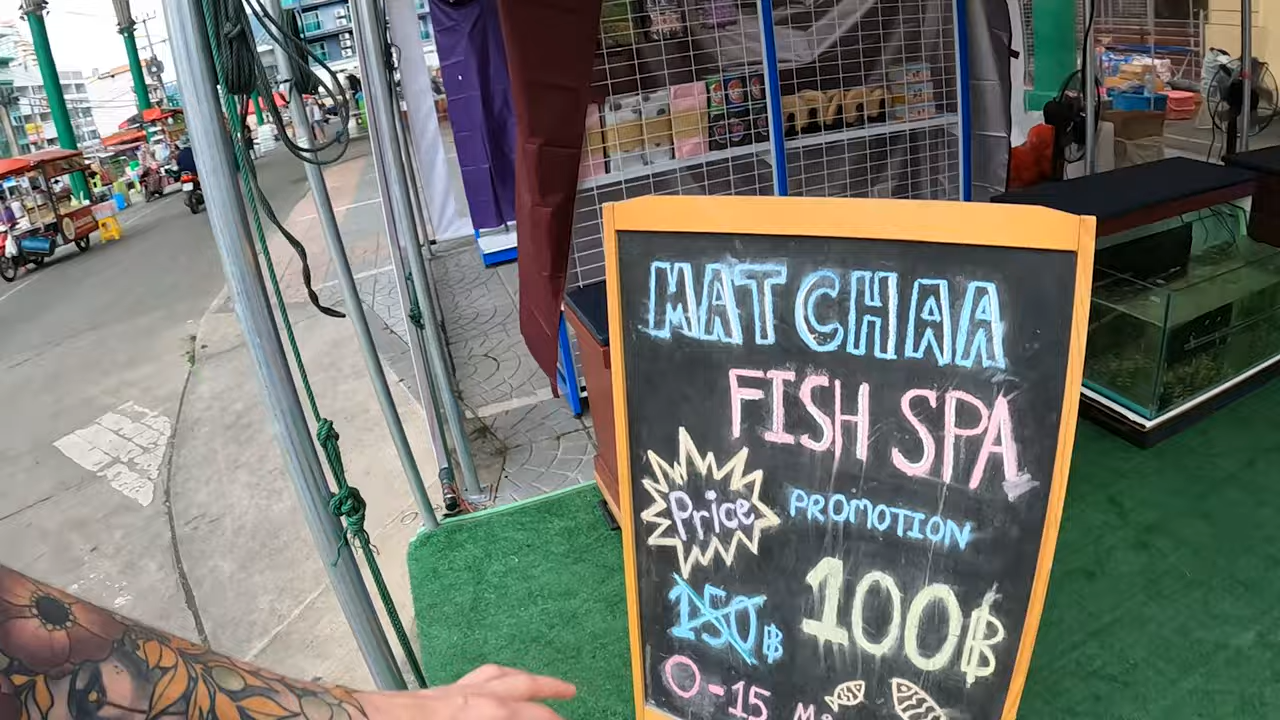 MATCHAA
FISH SPA
Price PROMOTION
150฿ 100฿
0-15